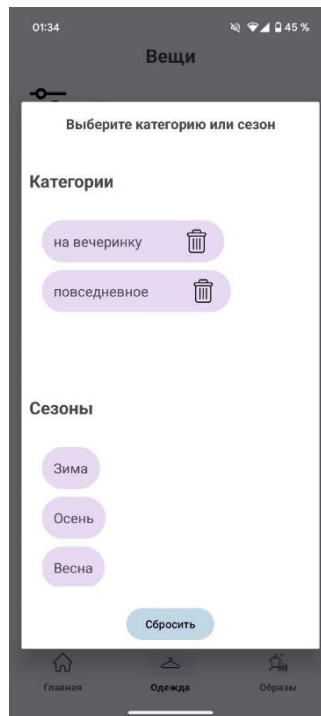 01:34
45 %
Вещи
Выберите категорию или сезон
Категории
на вечеринку
повседневное
Сезоны
Зима
Осень
Весна
Сбросить
Главная
Одежда
Образы